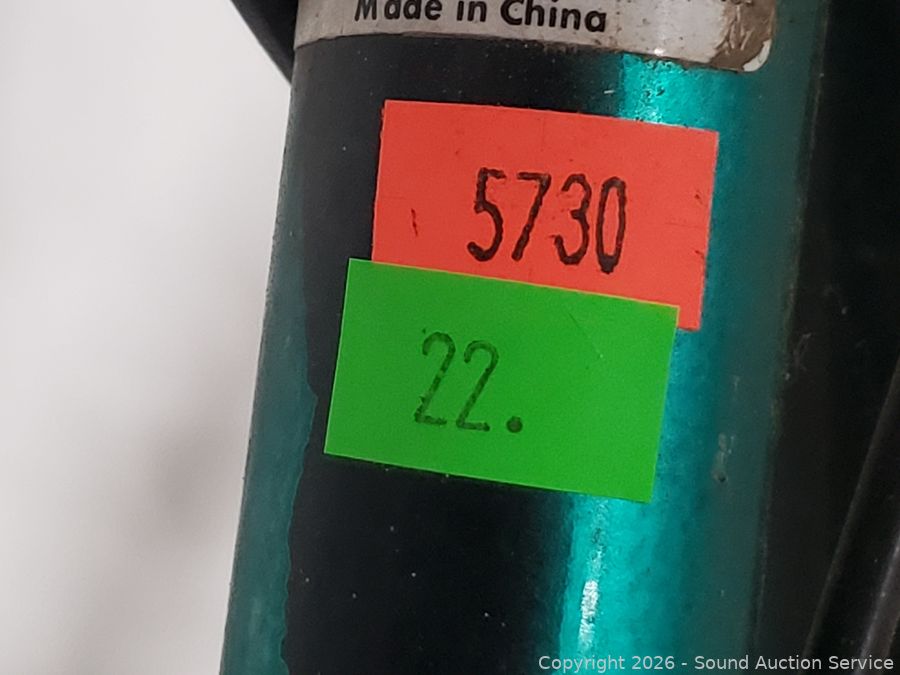 Made in China
5730
22.
Copyright 2026 - Sound Auction Service